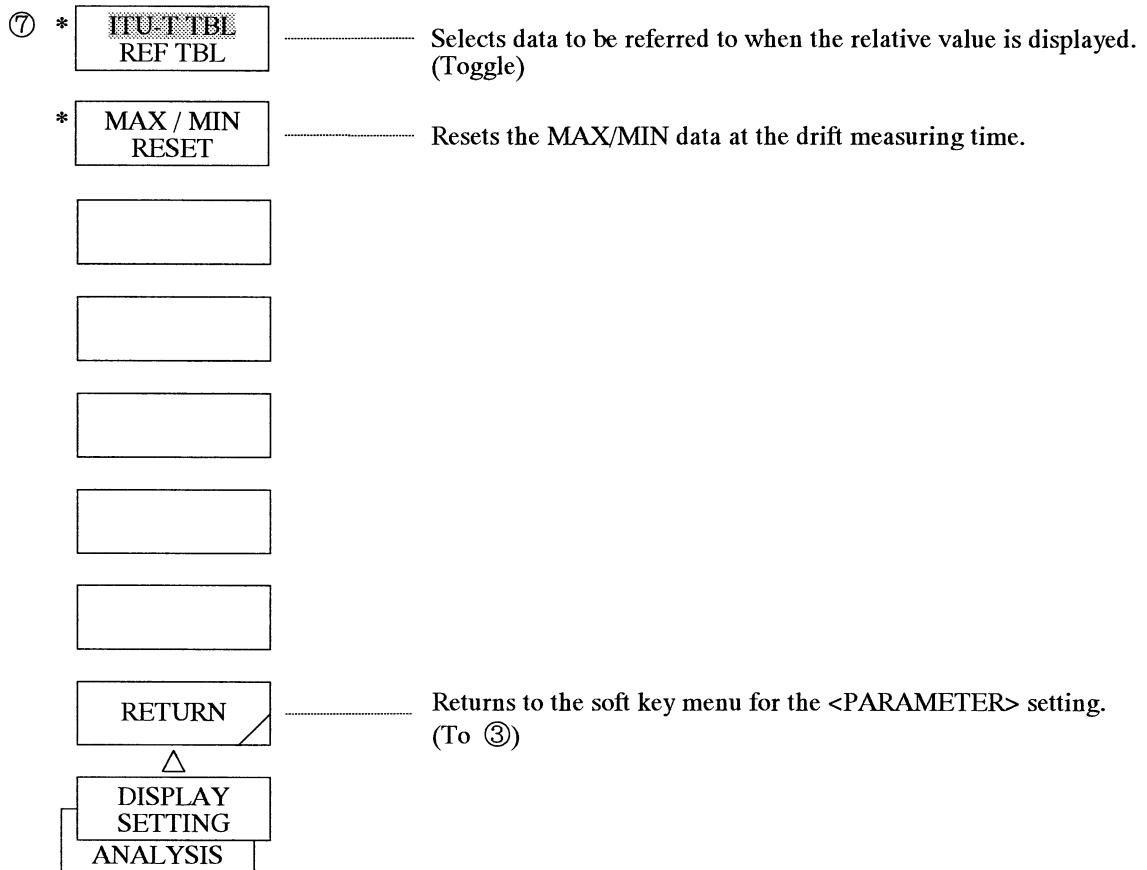 ⑦ * ITU-T TBL
REF TBL
Selects data to be referred to when the relative value is displayed.
(Toggle)
* MAX / MIN
RESET
Resets the MAX/MIN data at the drift measuring time.
RETURN
Returns to the soft key menu for the <PARAMETER> setting.
(To ③)
△
DISPLAY
SETTING
ANALYSIS